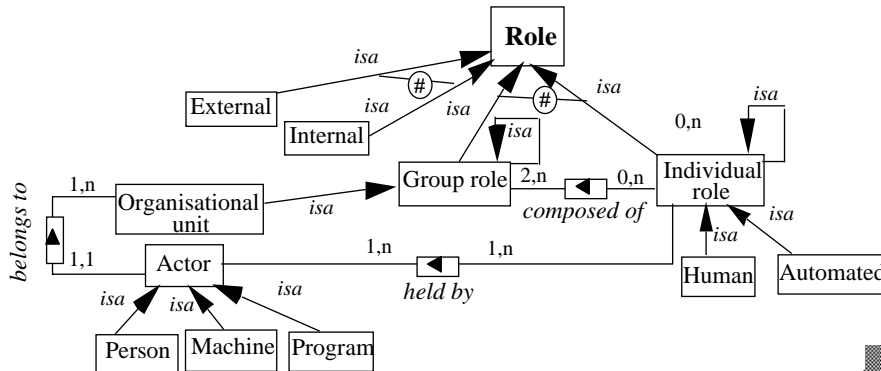 Role
isa
#
External
isa
isa
#
isa
Internal
isa
0,n
isa
Group role
2,n
0,n
composed of
Individual
role
belongs to
1,n
Organisational
unit
isa
1,1
Actor
1,n
1,n
held by
isa
isa
Human
Automated
isa
isa
isa
Person
Machine
Program